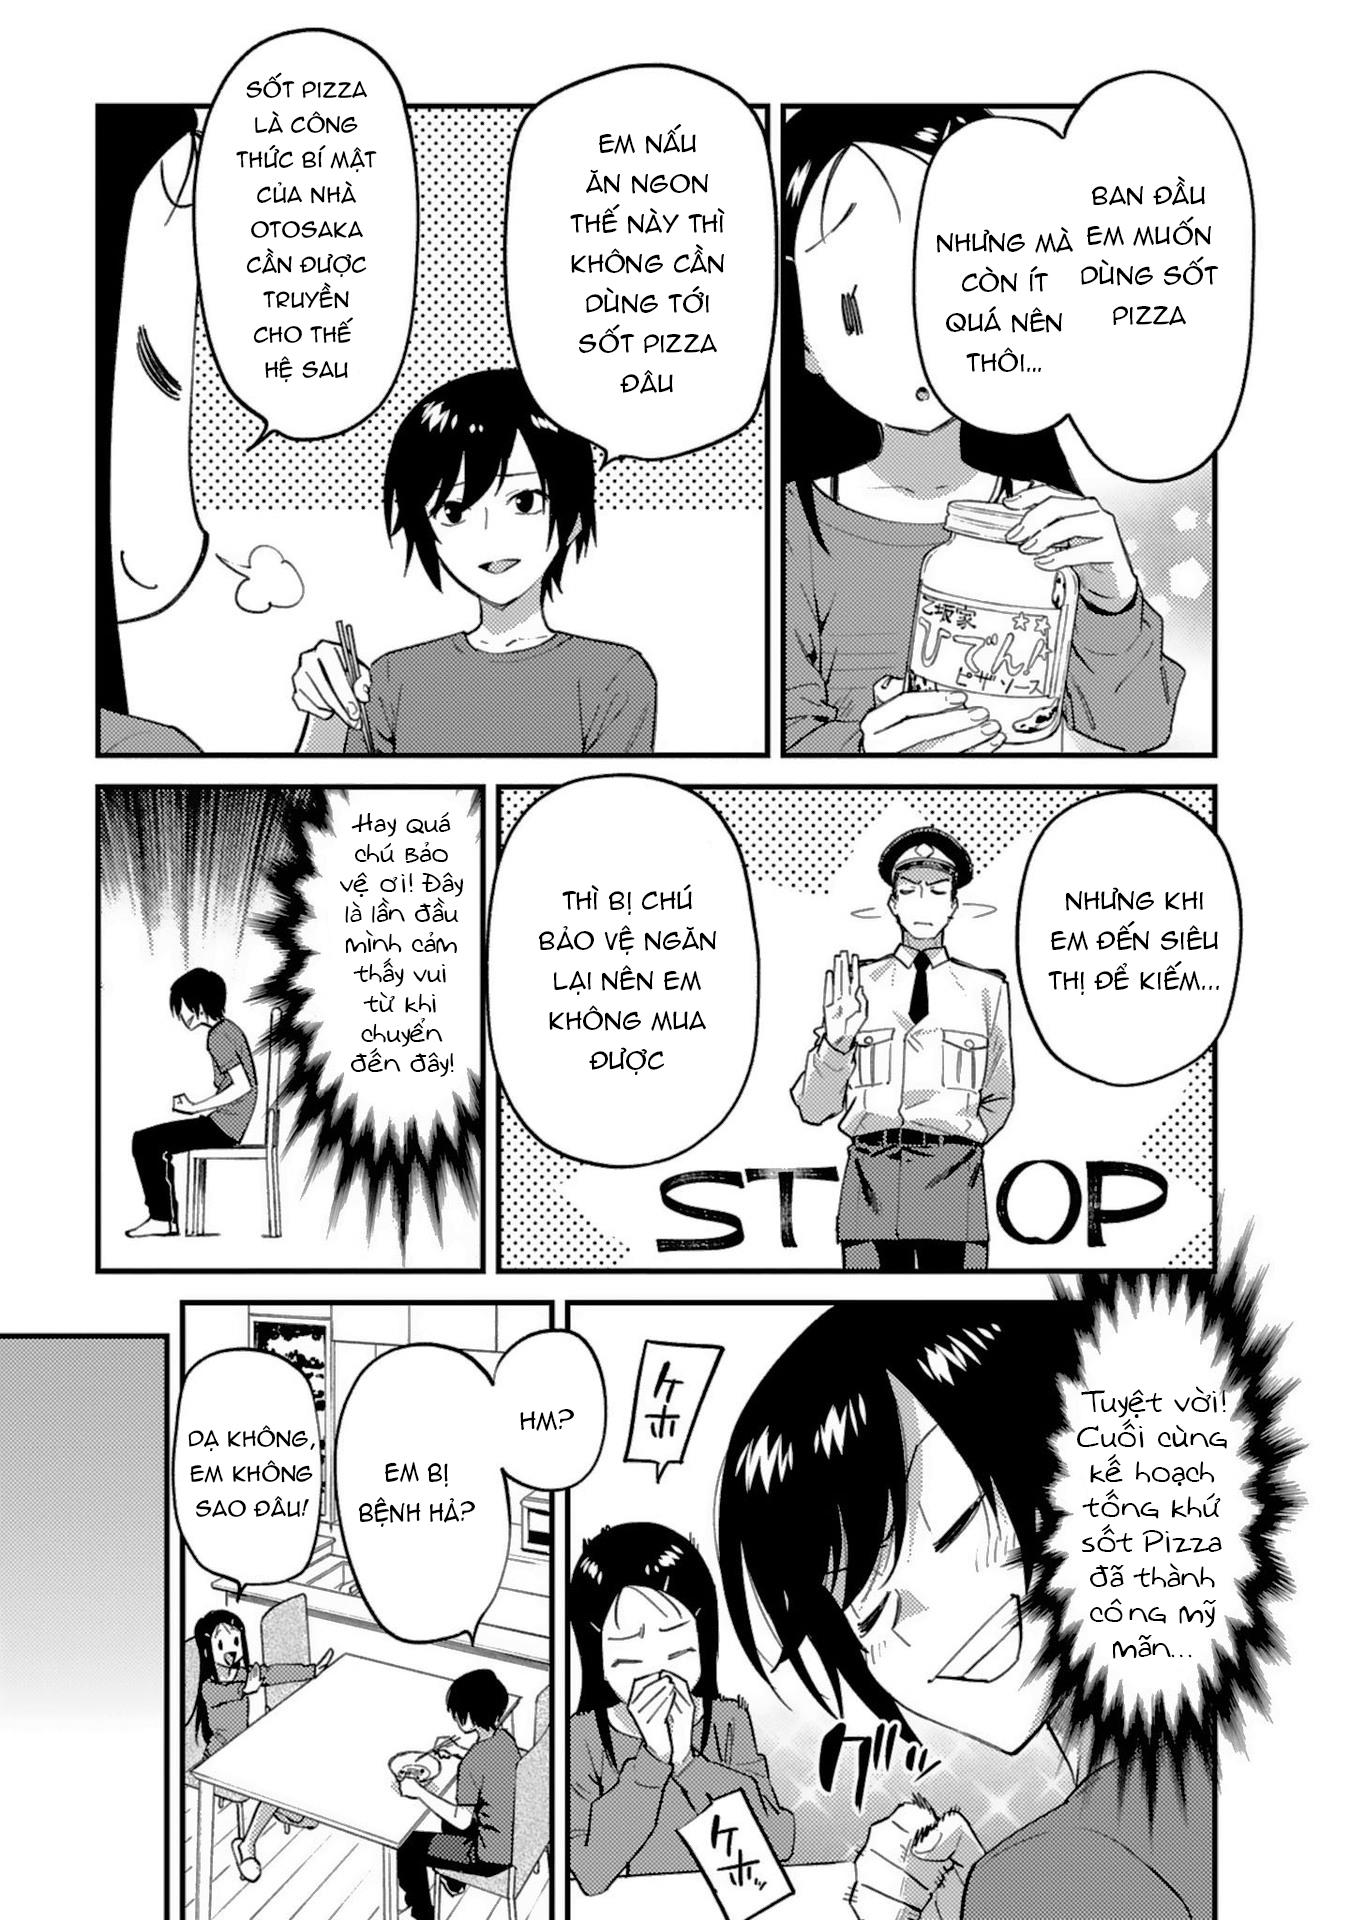 BAN ĐẦU
EM MUỐN
DÙNG SỐT
PIZZA
NHƯNG MÀ
CÒN ÍT
QUÁ NÊN
THÔI...
乙坂家
ひでん!
ピザソース
EM NẤU
ĂN NGON
THẾ NÀY THÌ
KHÔNG CẦN
DÙNG TỚI
SỐT PIZZA
ĐÂU
SỐT PIZZA
LÀ CÔNG
THỨC BÍ MẬT
CỦA NHÀ
OTOSAKA
CẦN ĐƯỢC
TRUYỀN
CHO THẾ
HỆ SAU
NHƯNG KHI
EM ĐẾN SIÊU
THỊ ĐỂ KIẾM...
THÌ BỊ CHÚ
BẢO VỆ NGĂN
LẠI NÊN EM
KHÔNG MUA
ĐƯỢC
STOP
Hay Quá
chú Bảo
vệ ơi! Đây
là lần đầu
mình cảm
thấy vui
từ khi
chuyển
đến đây!
Tuyệt vời!
Cuối cùng
kế hoạch
tống khứ
sốt Pizza
đã thành
công mỹ
mãn...
ケホ
グッ
ケホッ
HM?
EM BỊ
BỆNH HẢ?
DẠ KHÔNG,
EM KHÔNG
SAO ĐÂU!